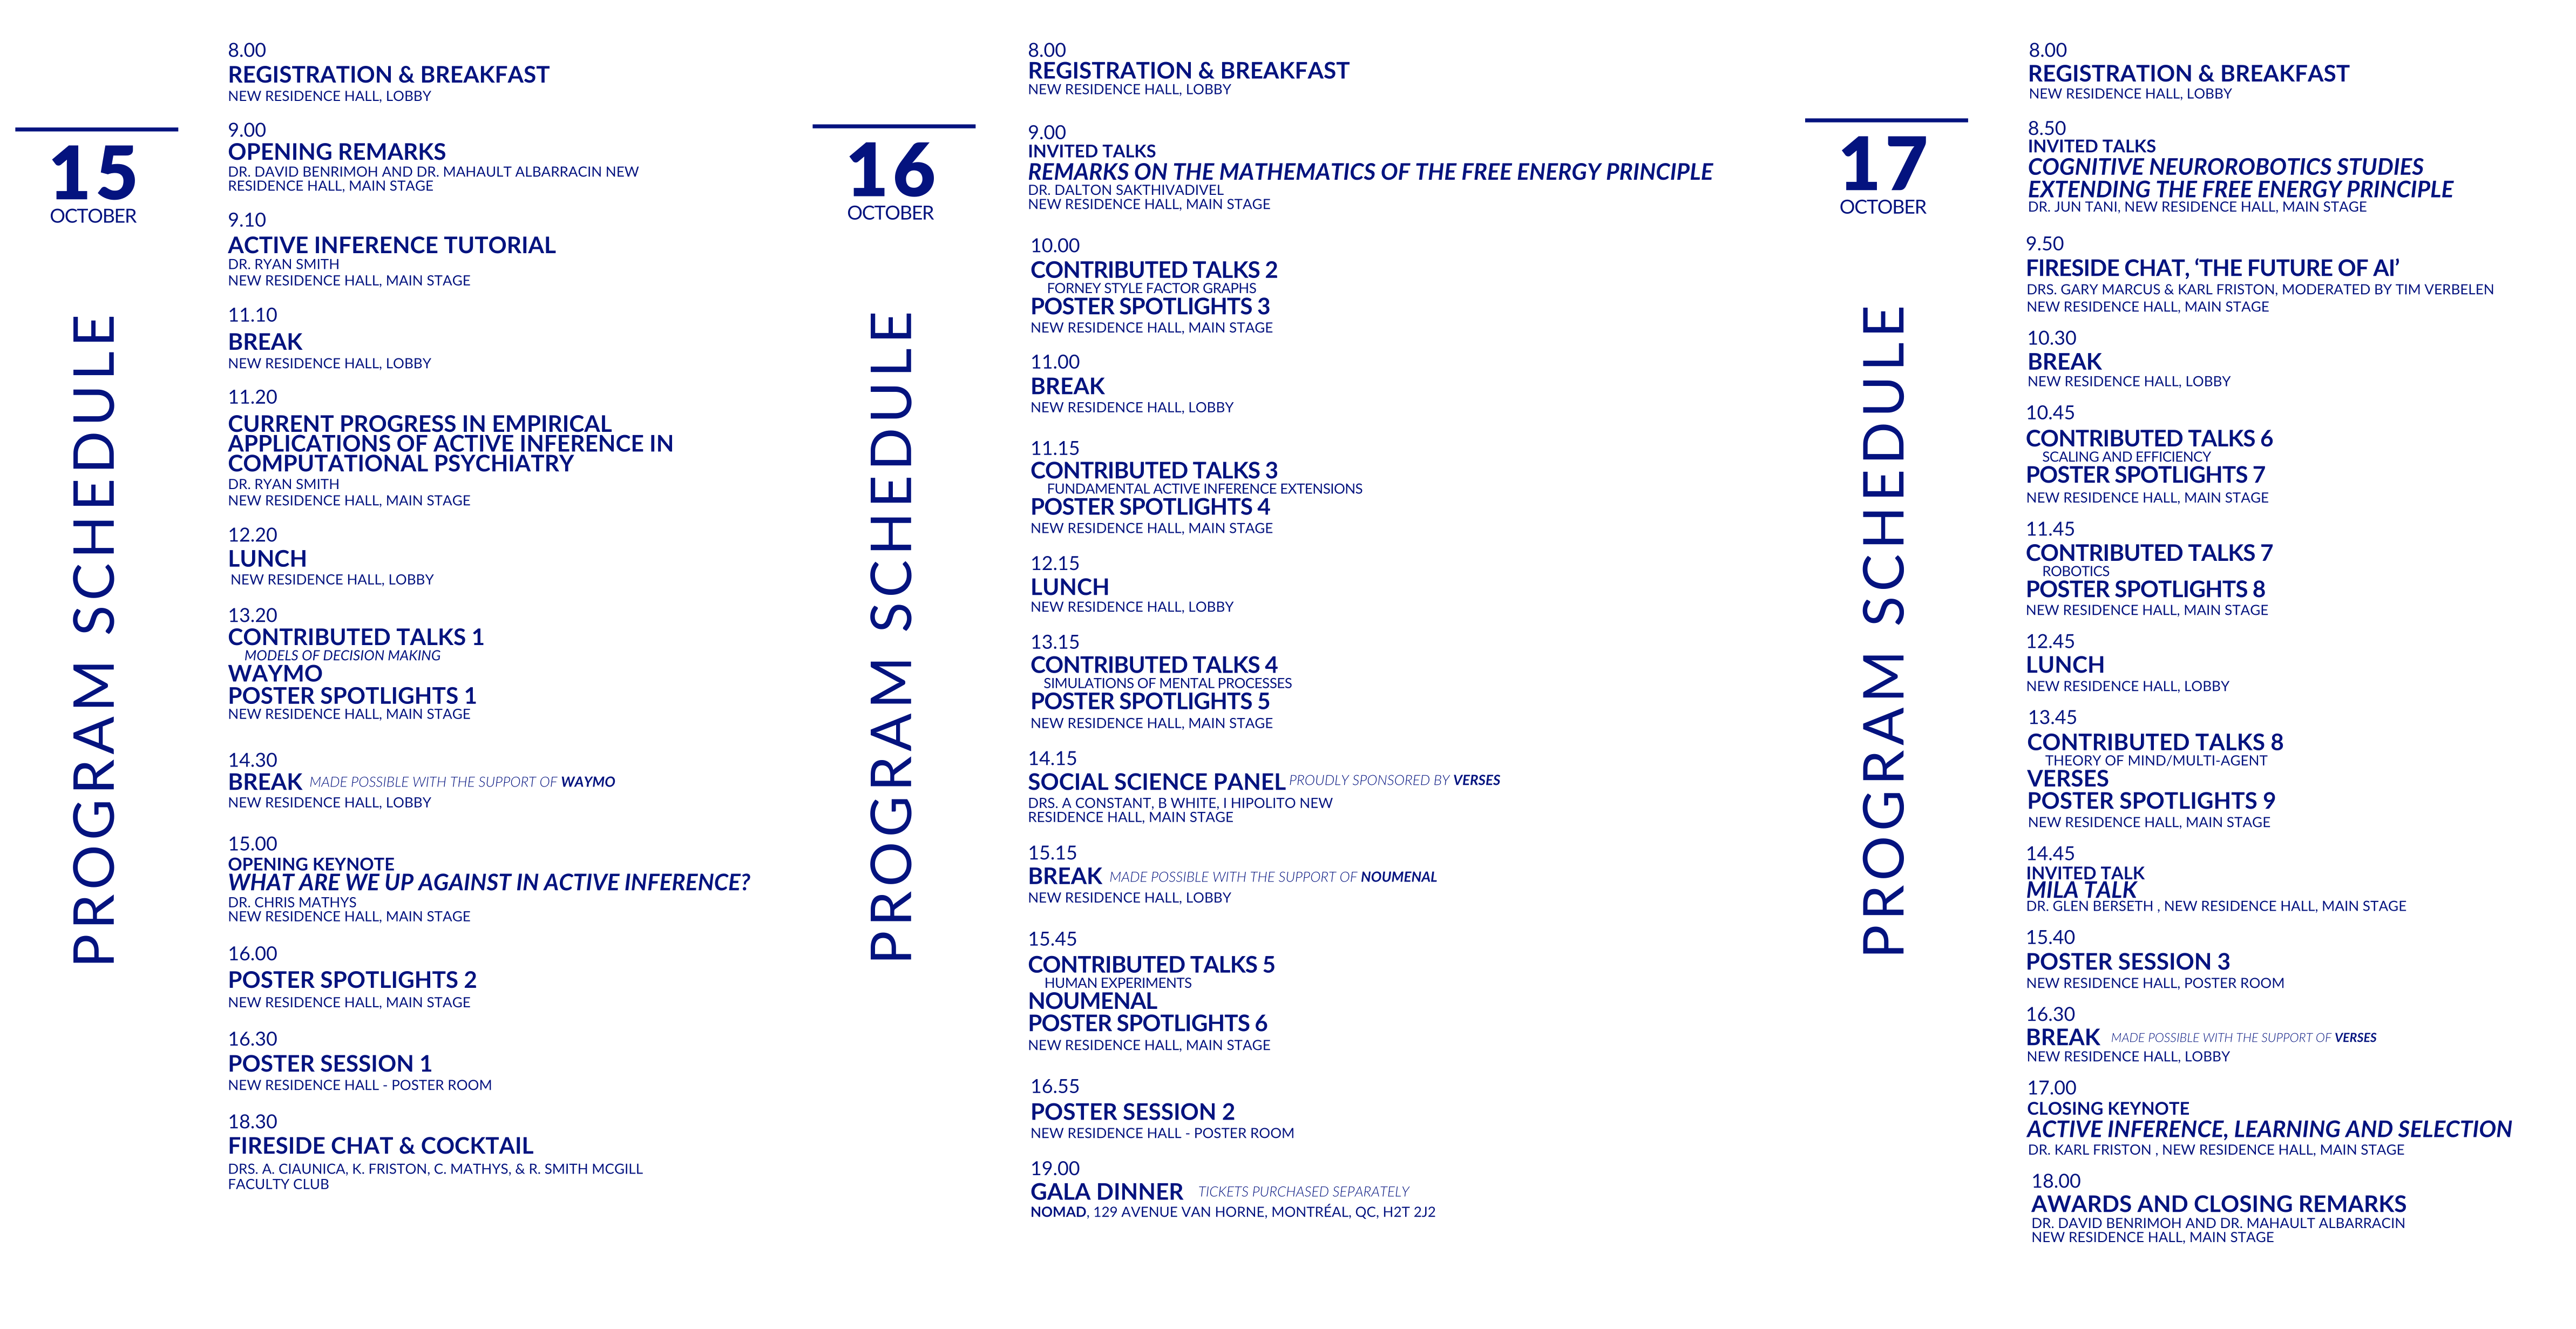 15
OCTOBER
PROGRAM SCHEDULE
8.00
REGISTRATION & BREAKFAST
NEW RESIDENCE HALL, LOBBY
9.00
OPENING REMARKS
DR. DAVID BENRIMOH AND DR. MAHAULT ALBARRACIN NEW
RESIDENCE HALL, MAIN STAGE
9.10
ACTIVE INFERENCE TUTORIAL
DR. RYAN SMITH
NEW RESIDENCE HALL, MAIN STAGE
11.10
BREAK
NEW RESIDENCE HALL, LOBBY
11.20
CURRENT PROGRESS IN EMPIRICAL
APPLICATIONS OF ACTIVE INFERENCE IN
COMPUTATIONAL PSYCHIATRY
DR. RYAN SMITH
NEW RESIDENCE HALL, MAIN STAGE
12.20
LUNCH
NEW RESIDENCE HALL, LOBBY
13.20
CONTRIBUTED TALKS 1
MODELS OF DECISION MAKING
WAYMO
POSTER SPOTLIGHTS 1
NEW RESIDENCE HALL, MAIN STAGE
14.30
BREAK MADE POSSIBLE WITH THE SUPPORT OF WAYMO
NEW RESIDENCE HALL, LOBBY
15.00
OPENING KEYNOTE
WHAT ARE WE UP AGAINST IN ACTIVE INFERENCE?
DR. CHRIS MATHYS
NEW RESIDENCE HALL, MAIN STAGE
16.00
POSTER SPOTLIGHTS 2
NEW RESIDENCE HALL, MAIN STAGE
16.30
POSTER SESSION 1
NEW RESIDENCE HALL - POSTER ROOM
18.30
FIRESIDE CHAT & COCKTAIL
DRS. A. CIAUNICA, K. FRISTON, C. MATHYS, & R. SMITH MCGILL
FACULTY CLUB
16
OCTOBER
PROGRAM SCHEDULE
8.00
REGISTRATION & BREAKFAST
NEW RESIDENCE HALL, LOBBY
9.00
INVITED TALKS
REMARKS ON THE MATHEMATICS OF THE FREE ENERGY PRINCIPLE
DR. DALTON SAKTHIVADIVEL
NEW RESIDENCE HALL, MAIN STAGE
10.00
CONTRIBUTED TALKS 2
FORNEY STYLE FACTOR GRAPHS
POSTER SPOTLIGHTS 3
NEW RESIDENCE HALL, MAIN STAGE
11.00
BREAK
NEW RESIDENCE HALL, LOBBY
11.15
CONTRIBUTED TALKS 3
FUNDAMENTAL ACTIVE INFERENCE EXTENSIONS
POSTER SPOTLIGHTS 4
NEW RESIDENCE HALL, MAIN STAGE
12.15
LUNCH
NEW RESIDENCE HALL, LOBBY
13.15
CONTRIBUTED TALKS 4
SIMULATIONS OF MENTAL PROCESSES
POSTER SPOTLIGHTS 5
NEW RESIDENCE HALL, MAIN STAGE
14.15
SOCIAL SCIENCE PANEL PROUDLY SPONSORED BY VERSES
DRS. A CONSTANT, B WHITE, I HIPOLITO NEW
RESIDENCE HALL, MAIN STAGE
15.15
BREAK MADE POSSIBLE WITH THE SUPPORT OF NOUMENAL
NEW RESIDENCE HALL, LOBBY
15.45
CONTRIBUTED TALKS 5
HUMAN EXPERIMENTS
NOUMENAL
POSTER SPOTLIGHTS 6
NEW RESIDENCE HALL, MAIN STAGE
16.55
POSTER SESSION 2
NEW RESIDENCE HALL - POSTER ROOM
19.00
GALA DINNER TICKETS PURCHASED SEPARATELY
NOMAD, 129 AVENUE VAN HORNE, MONTRÉAL, QC, H2T 2J2
17
OCTOBER
PROGRAM SCHEDULE
8.00
REGISTRATION & BREAKFAST
NEW RESIDENCE HALL, LOBBY
8.50
INVITED TALKS
COGNITIVE NEUROROBOTICS STUDIES
EXTENDING THE FREE ENERGY PRINCIPLE
DR. JUN TANI, NEW RESIDENCE HALL, MAIN STAGE
9.50
FIRESIDE CHAT, ‘THE FUTURE OF AI’
DRS. GARY MARCUS & KARL FRISTON, MODERATED BY TIM VERBELEN
NEW RESIDENCE HALL, MAIN STAGE
10.30
BREAK
NEW RESIDENCE HALL, LOBBY
10.45
CONTRIBUTED TALKS 6
SCALING AND EFFICIENCY
POSTER SPOTLIGHTS 7
NEW RESIDENCE HALL, MAIN STAGE
11.45
CONTRIBUTED TALKS 7
ROBOTICS
POSTER SPOTLIGHTS 8
NEW RESIDENCE HALL, MAIN STAGE
12.45
LUNCH
NEW RESIDENCE HALL, LOBBY
13.45
CONTRIBUTED TALKS 8
THEORY OF MIND/MULTI-AGENT
VERSES
POSTER SPOTLIGHTS 9
NEW RESIDENCE HALL, MAIN STAGE
14.45
INVITED TALK
MILA TALK
DR. GLEN BERSETH , NEW RESIDENCE HALL, MAIN STAGE
15.40
POSTER SESSION 3
NEW RESIDENCE HALL, POSTER ROOM
16.30
BREAK MADE POSSIBLE WITH THE SUPPORT OF VERSES
NEW RESIDENCE HALL, LOBBY
17.00
CLOSING KEYNOTE
ACTIVE INFERENCE, LEARNING AND SELECTION
DR. KARL FRISTON , NEW RESIDENCE HALL, MAIN STAGE
18.00
AWARDS AND CLOSING REMARKS
DR. DAVID BENRIMOH AND DR. MAHAULT ALBARRACIN
NEW RESIDENCE HALL, MAIN STAGE